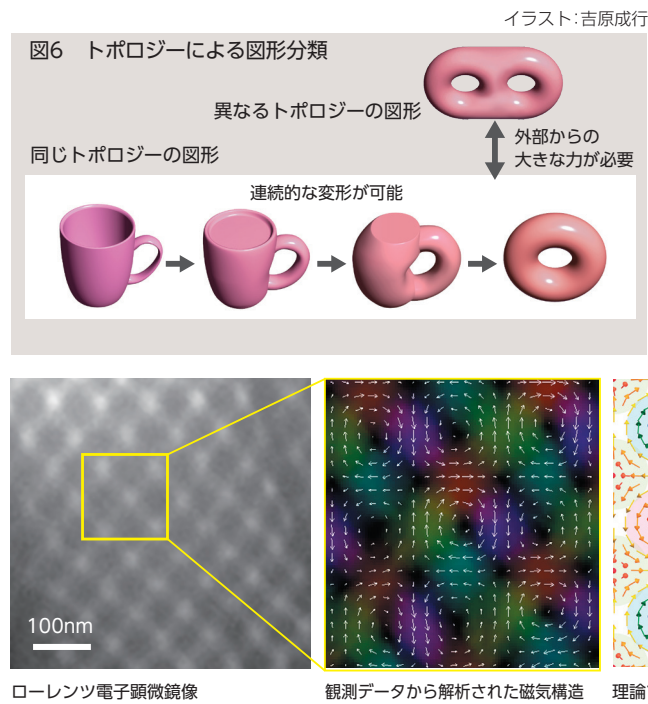 イラスト：吉原成行
図6　トポロジーによる図形分類
異なるトポロジーの図形
外部からの
大きな力が必要
同じトポロジーの図形
連続的な変形が可能
100nm
ローレンツ電子顕微鏡像
観測データから解析された磁気構造
理論